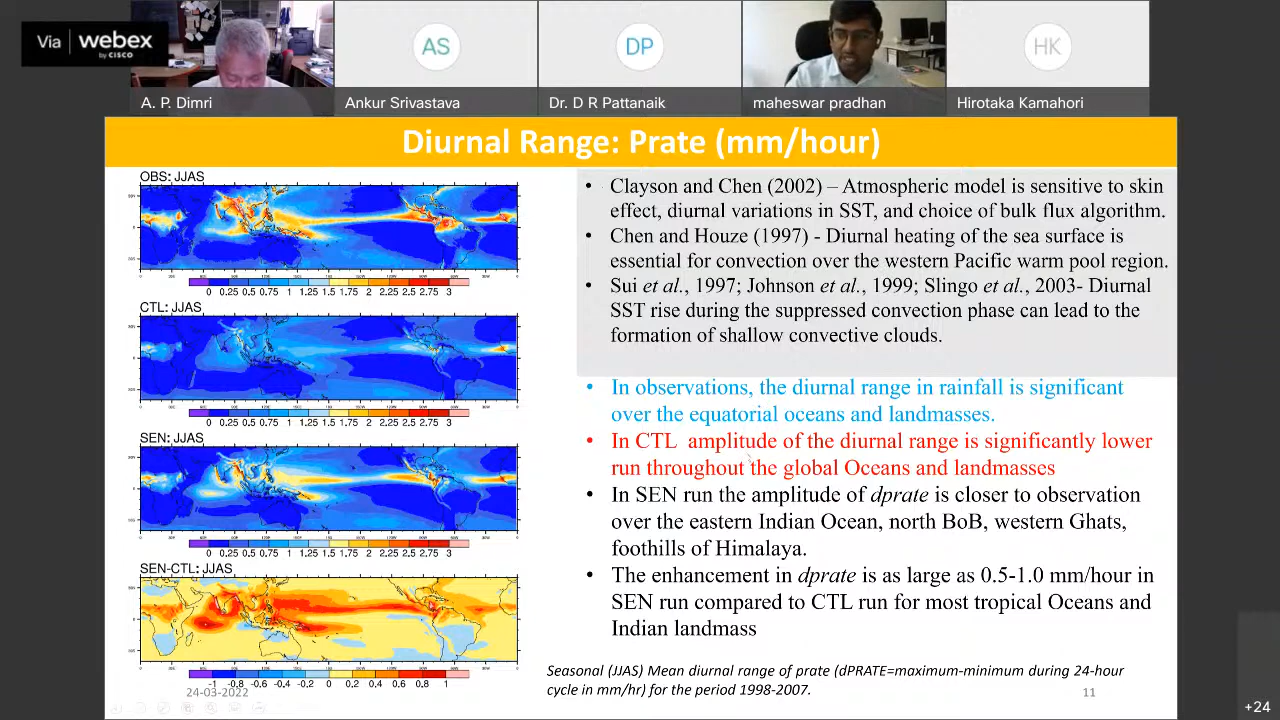 Via webex
by CISCO
AS
DP
HK
A. P. Dimri
Ankur Srivastava
Dr. D R Pattanaik
maheswar pradhan
Hirotaka Kamahori
Diurnal Range: Prate (mm/hour)
OBS: JJAS
0 0.25 0.5 0.75 1 1.25 1.5 1.75 2 2.25 2.5 2.75 3
CTL: JJAS
0 0.25 0.5 0.75 1 1.25 1.5 1.75 2 2.25 2.5 2.75 3
SEN: JJAS
0 0.25 0.5 0.75 1 1.25 1.5 1.75 2 2.25 2.5 2.75 3
SEN-CTL: JJAS
-1 -0.8 -0.6 -0.4 -0.2 0 0.2 0.4 0.6 0.8 1
24-03-2022
• Clayson and Chen (2002) – Atmospheric model is sensitive to skin
effect, diurnal variations in SST, and choice of bulk flux algorithm.
• Chen and Houze (1997) - Diurnal heating of the sea surface is
essential for convection over the western Pacific warm pool region.
• Sui et al., 1997; Johnson et al., 1999; Slingo et al., 2003- Diurnal
SST rise during the suppressed convection phase can lead to the
formation of shallow convective clouds.
• In observations, the diurnal range in rainfall is significant
over the equatorial oceans and landmasses.
• In CTL amplitude of the diurnal range is significantly lower
run throughout the global Oceans and landmasses
• In SEN run the amplitude of dprate is closer to observation
over the eastern Indian Ocean, north BoB, western Ghats,
foothills of Himalaya.
• The enhancement in dprate is as large as 0.5-1.0 mm/hour in
SEN run compared to CTL run for most tropical Oceans and
Indian landmass
Seasonal (JJAS) Mean diurnal range of prate (dPRATE=maximum-minimum during 24-hour
cycle in mm/hr) for the period 1998-2007.
11
+24